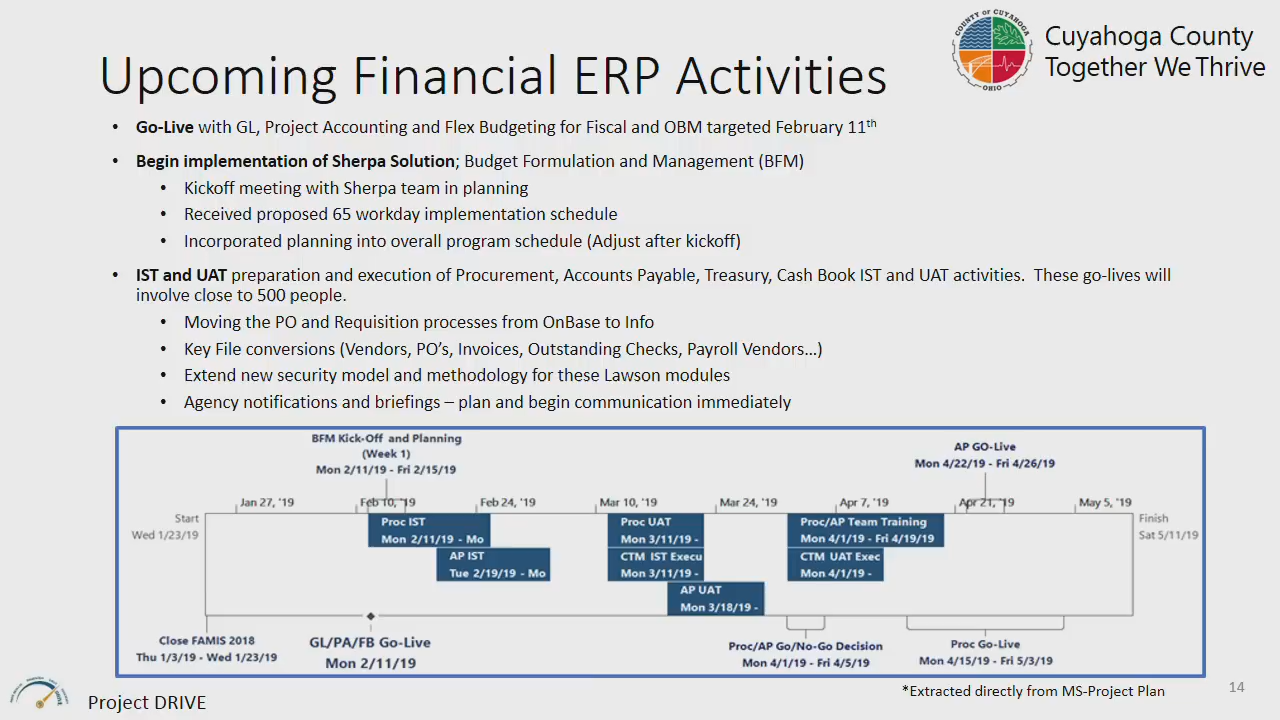 COUNTY OF CUYAHOGA
OHIO
Cuyahoga County
Together We Thrive
Upcoming Financial ERP Activities
• Go-Live with GL, Project Accounting and Flex Budgeting for Fiscal and OBM targeted February 11th
• Begin implementation of Sherpa Solution; Budget Formulation and Management (BFM)
• Kickoff meeting with Sherpa team in planning
• Received proposed 65 workday implementation schedule
• Incorporated planning into overall program schedule (Adjust after kickoff)
• IST and UAT preparation and execution of Procurement, Accounts Payable, Treasury, Cash Book IST and UAT activities. These go-lives will
involve close to 500 people.
• Moving the PO and Requisition processes from OnBase to Info
• Key File conversions (Vendors, PO's, Invoices, Outstanding Checks, Payroll Vendors…)
• Extend new security model and methodology for these Lawson modules
• Agency notifications and briefings – plan and begin communication immediately
BFM Kick-Off and Planning
(Week 1)
Mon 2/11/19 - Fri 2/15/19
AP GO-Live
Mon 4/22/19 - Fri 4/26/19
Jan 27, '19
Feb 10, '19
Feb 24, '19
Mar 10, '19
Mar 24, '19
Apr 7, '19
Apr 21, '19
May 5, '19
Start
Wed 1/23/19
Proc IST
Mon 2/11/19 - Mo
Proc UAT
Mon 3/11/19 -
Proc/AP Team Training
Mon 4/1/19 - Fri 4/19/19
Finish
Sat 5/11/19
AP IST
Tue 2/19/19 - Mo
CTM IST Execu
Mon 3/11/19 -
CTM UAT Exec
Mon 4/1/19 -
AP UAT
Mon 3/18/19 -
Close FAMIS 2018
Thu 1/3/19 - Wed 1/23/19
GL/PA/FB Go-Live
Mon 2/11/19
Proc/AP Go/No-Go Decision
Mon 4/1/19 - Fri 4/5/19
Proc Go-Live
Mon 4/15/19 - Fri 5/3/19
*Extracted directly from MS-Project Plan
14
Project DRIVE